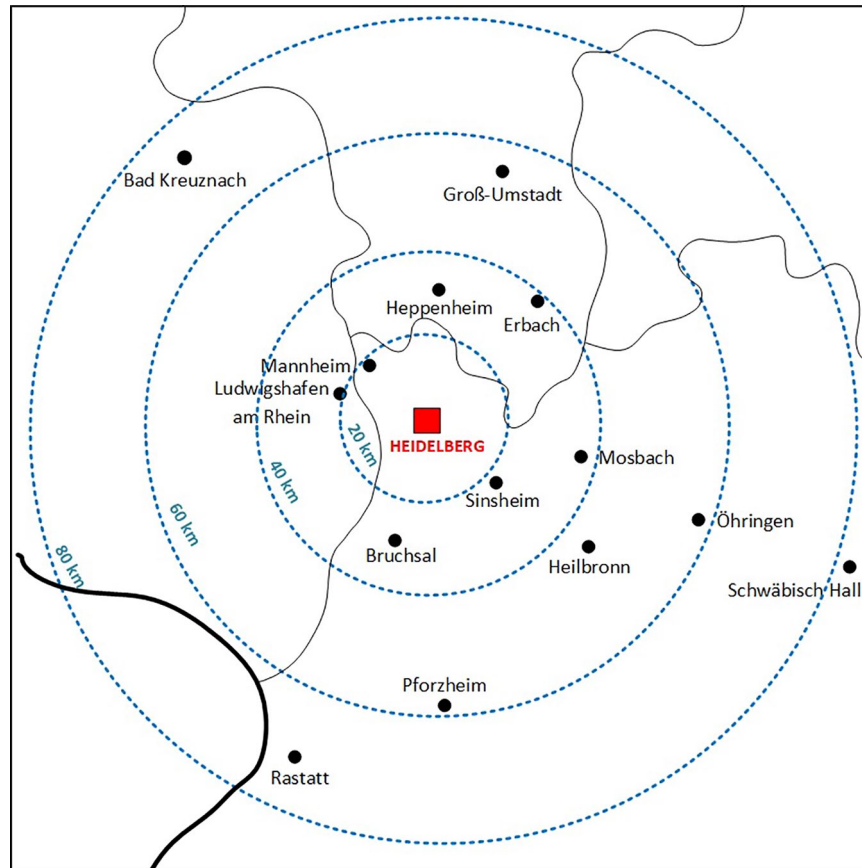 Bad Kreuznach
Groß-Umstadt
Heppenheim
Erbach
Mannheim
Ludwigshafen
am Rhein
HEIDELBERG
20 km
Mosbach
40 km
Sinsheim
60 km
Öhringen
Bruchsal
Heilbronn
80 km
Schwäbisch Hall
Pforzheim
Rastatt